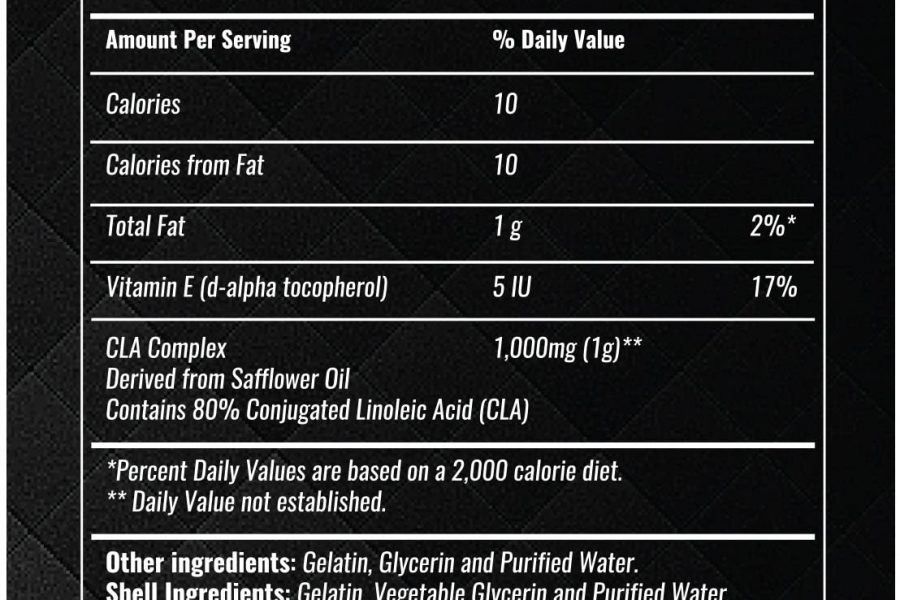 Amount Per Serving % Daily Value
Calories 10
Calories from Fat 10
Total Fat 1 g 2%*
Vitamin E (d-alpha tocopherol) 5 IU 17%
CLA Complex 1,000mg (1g)**
Derived from Safflower Oil
Contains 80% Conjugated Linoleic Acid (CLA)
*Percent Daily Values are based on a 2,000 calorie diet.
** Daily Value not established.
Other ingredients: Gelatin, Glycerin and Purified Water.
Shell Ingredients: Gelatin, Vegetable Glycerin and Purified Water